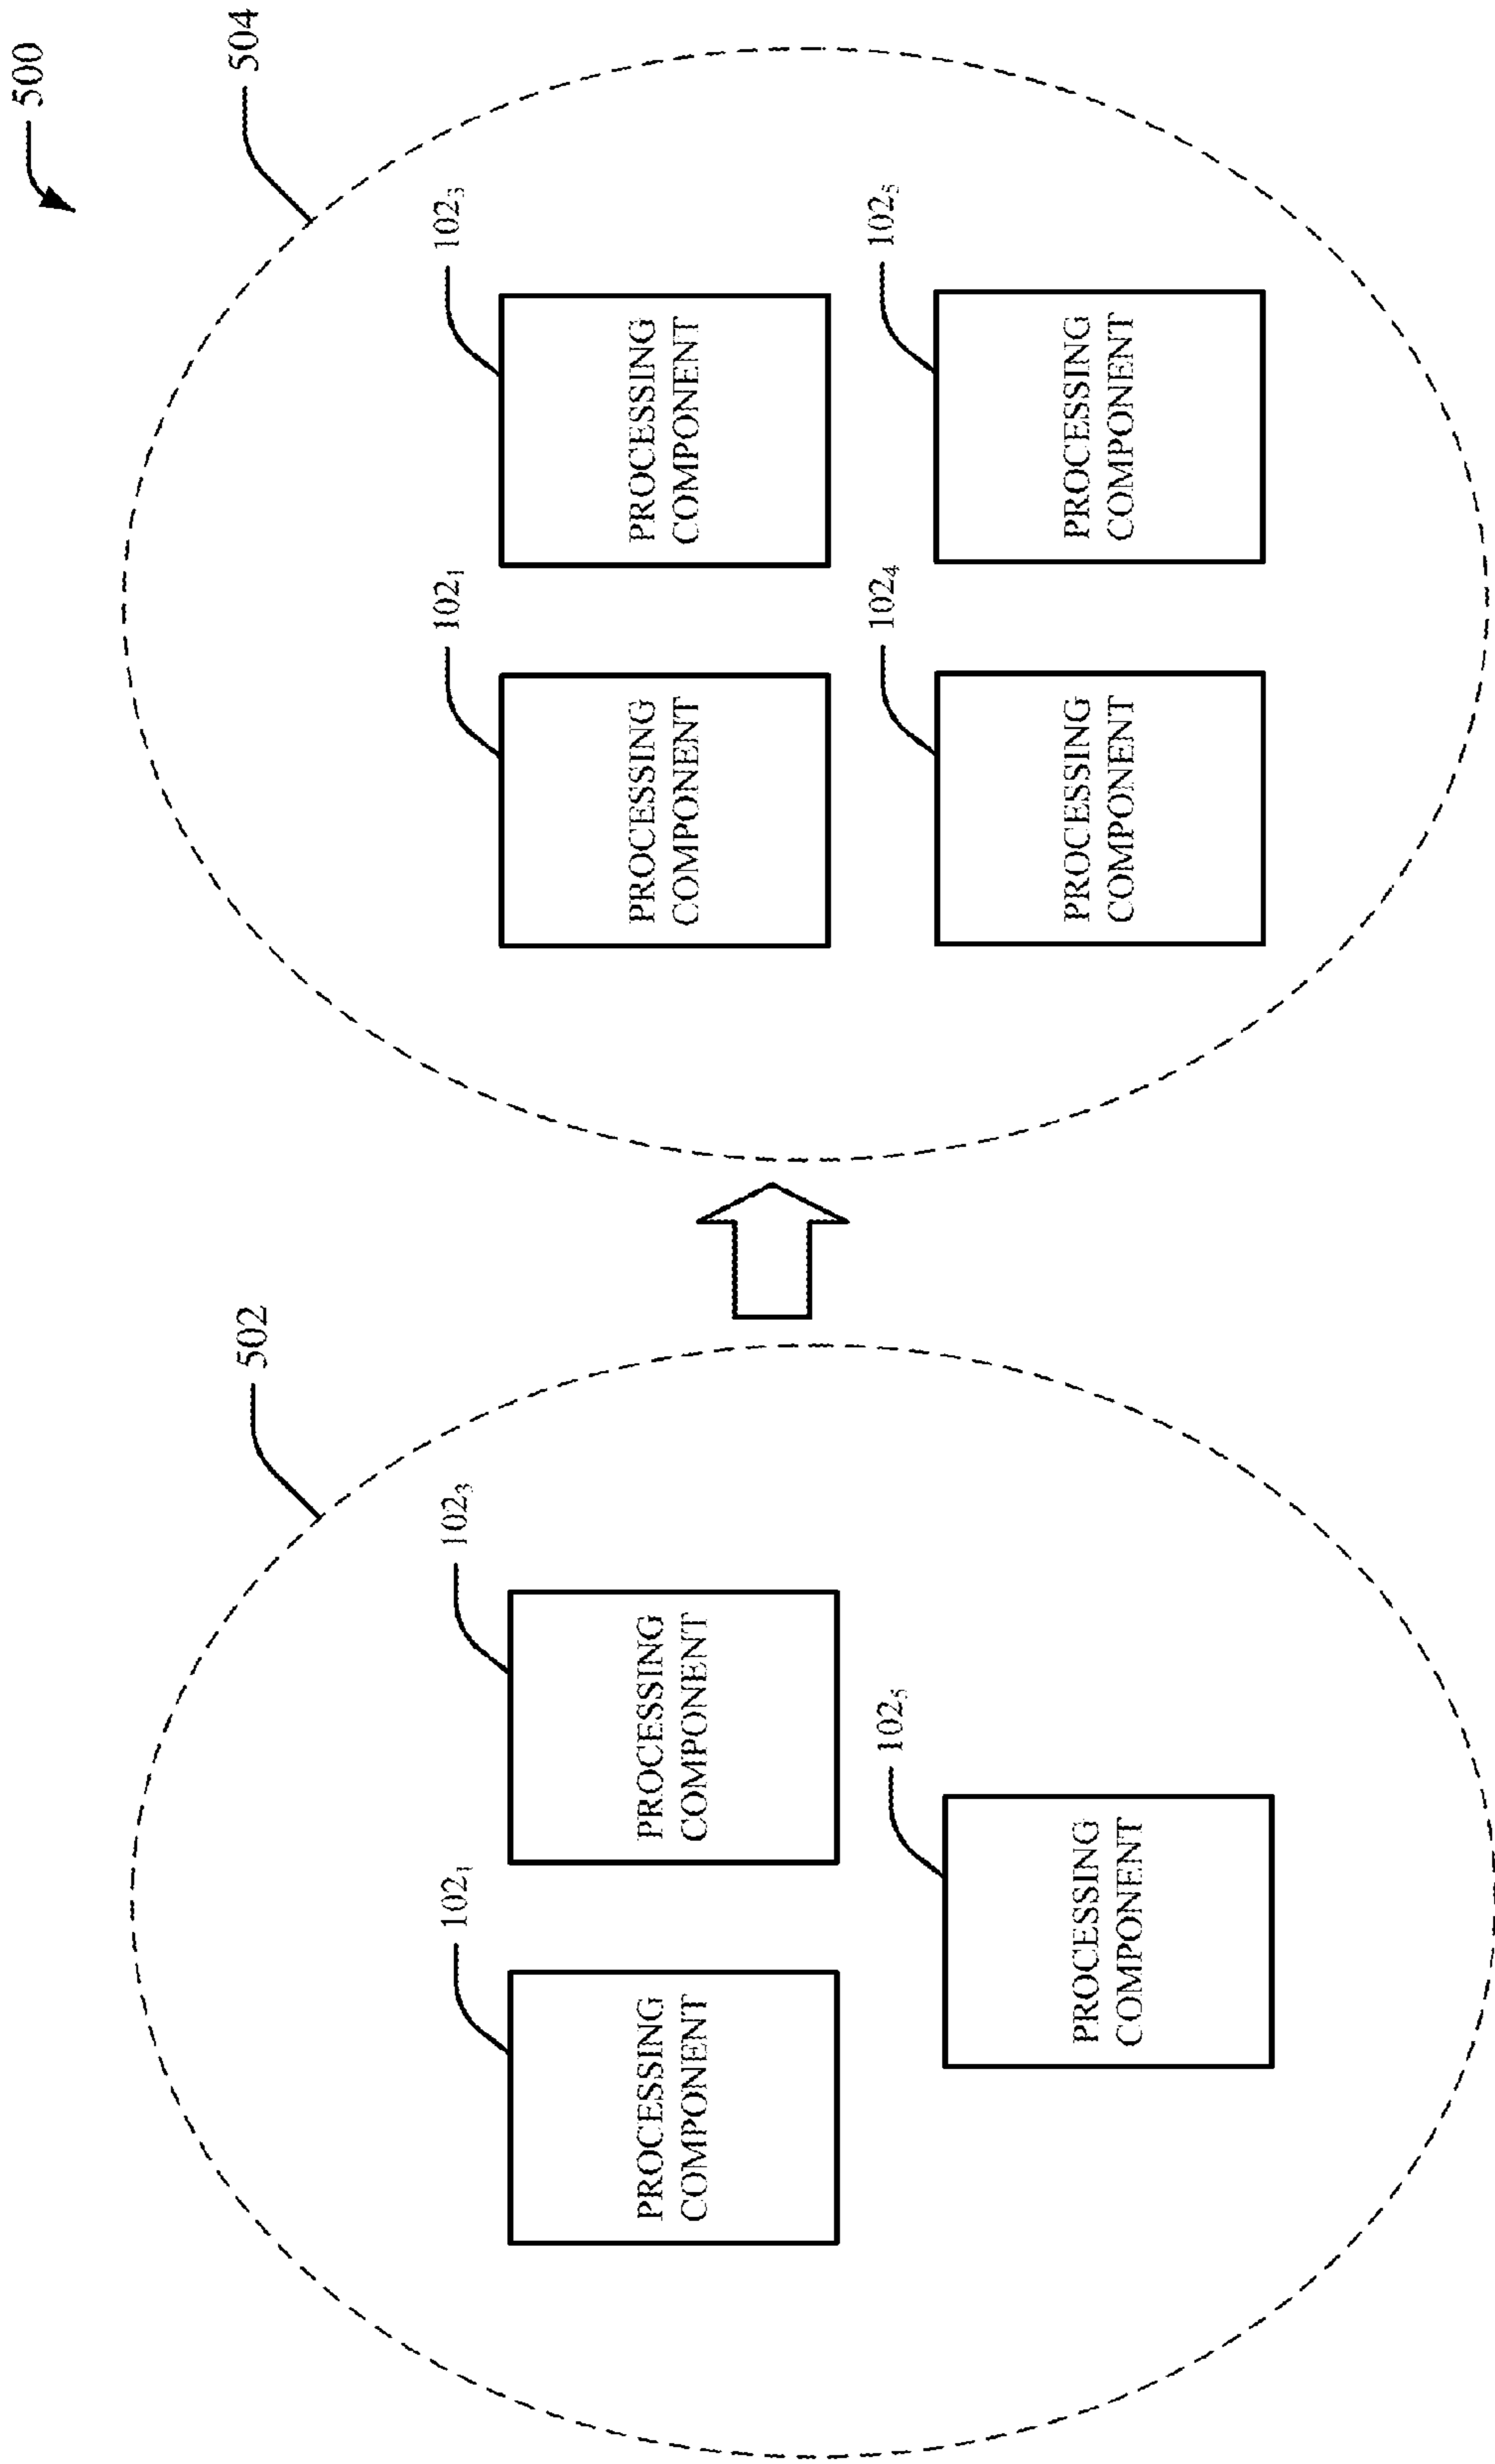 500
502
102₁
102₃
PROCESSING
COMPONENT
PROCESSING
COMPONENT
102₅
PROCESSING
COMPONENT
504
102₁
102₃
PROCESSING
COMPONENT
PROCESSING
COMPONENT
102₄
102₅
PROCESSING
COMPONENT
PROCESSING
COMPONENT